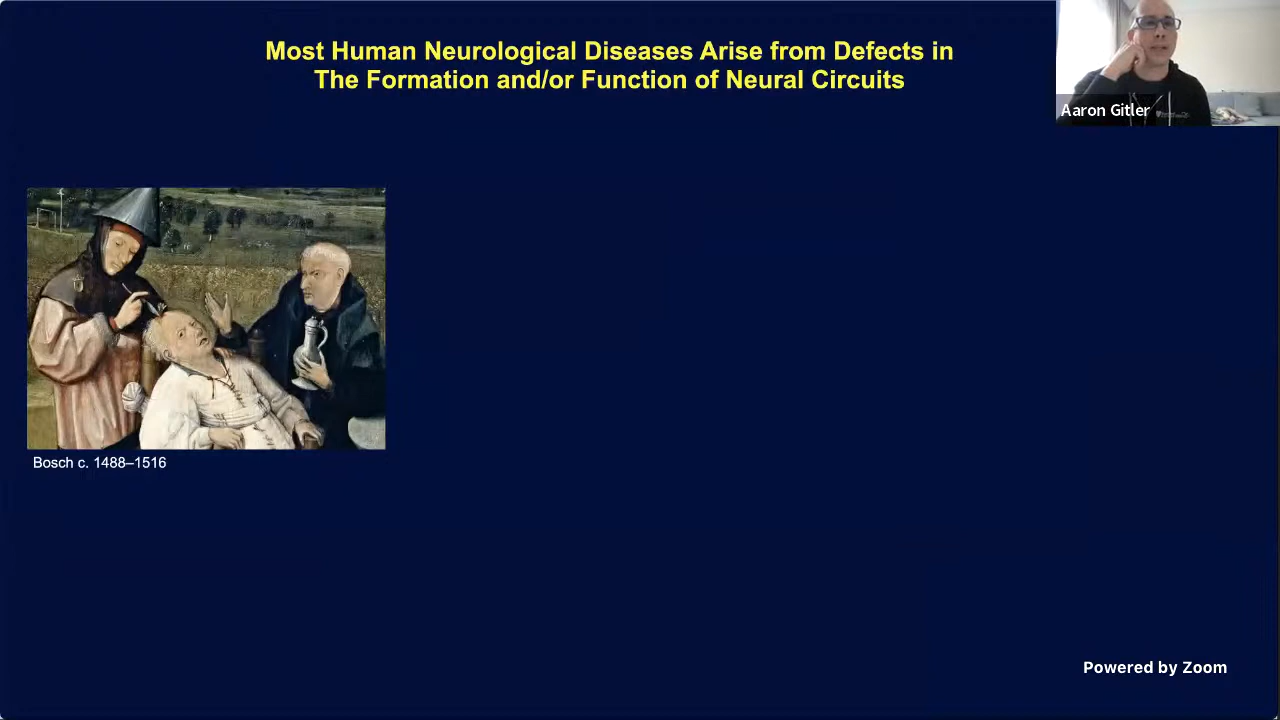 Most Human Neurological Diseases Arise from Defects in
The Formation and/or Function of Neural Circuits
Aaron Gitler
Bosch c. 1488–1516
Powered by Zoom